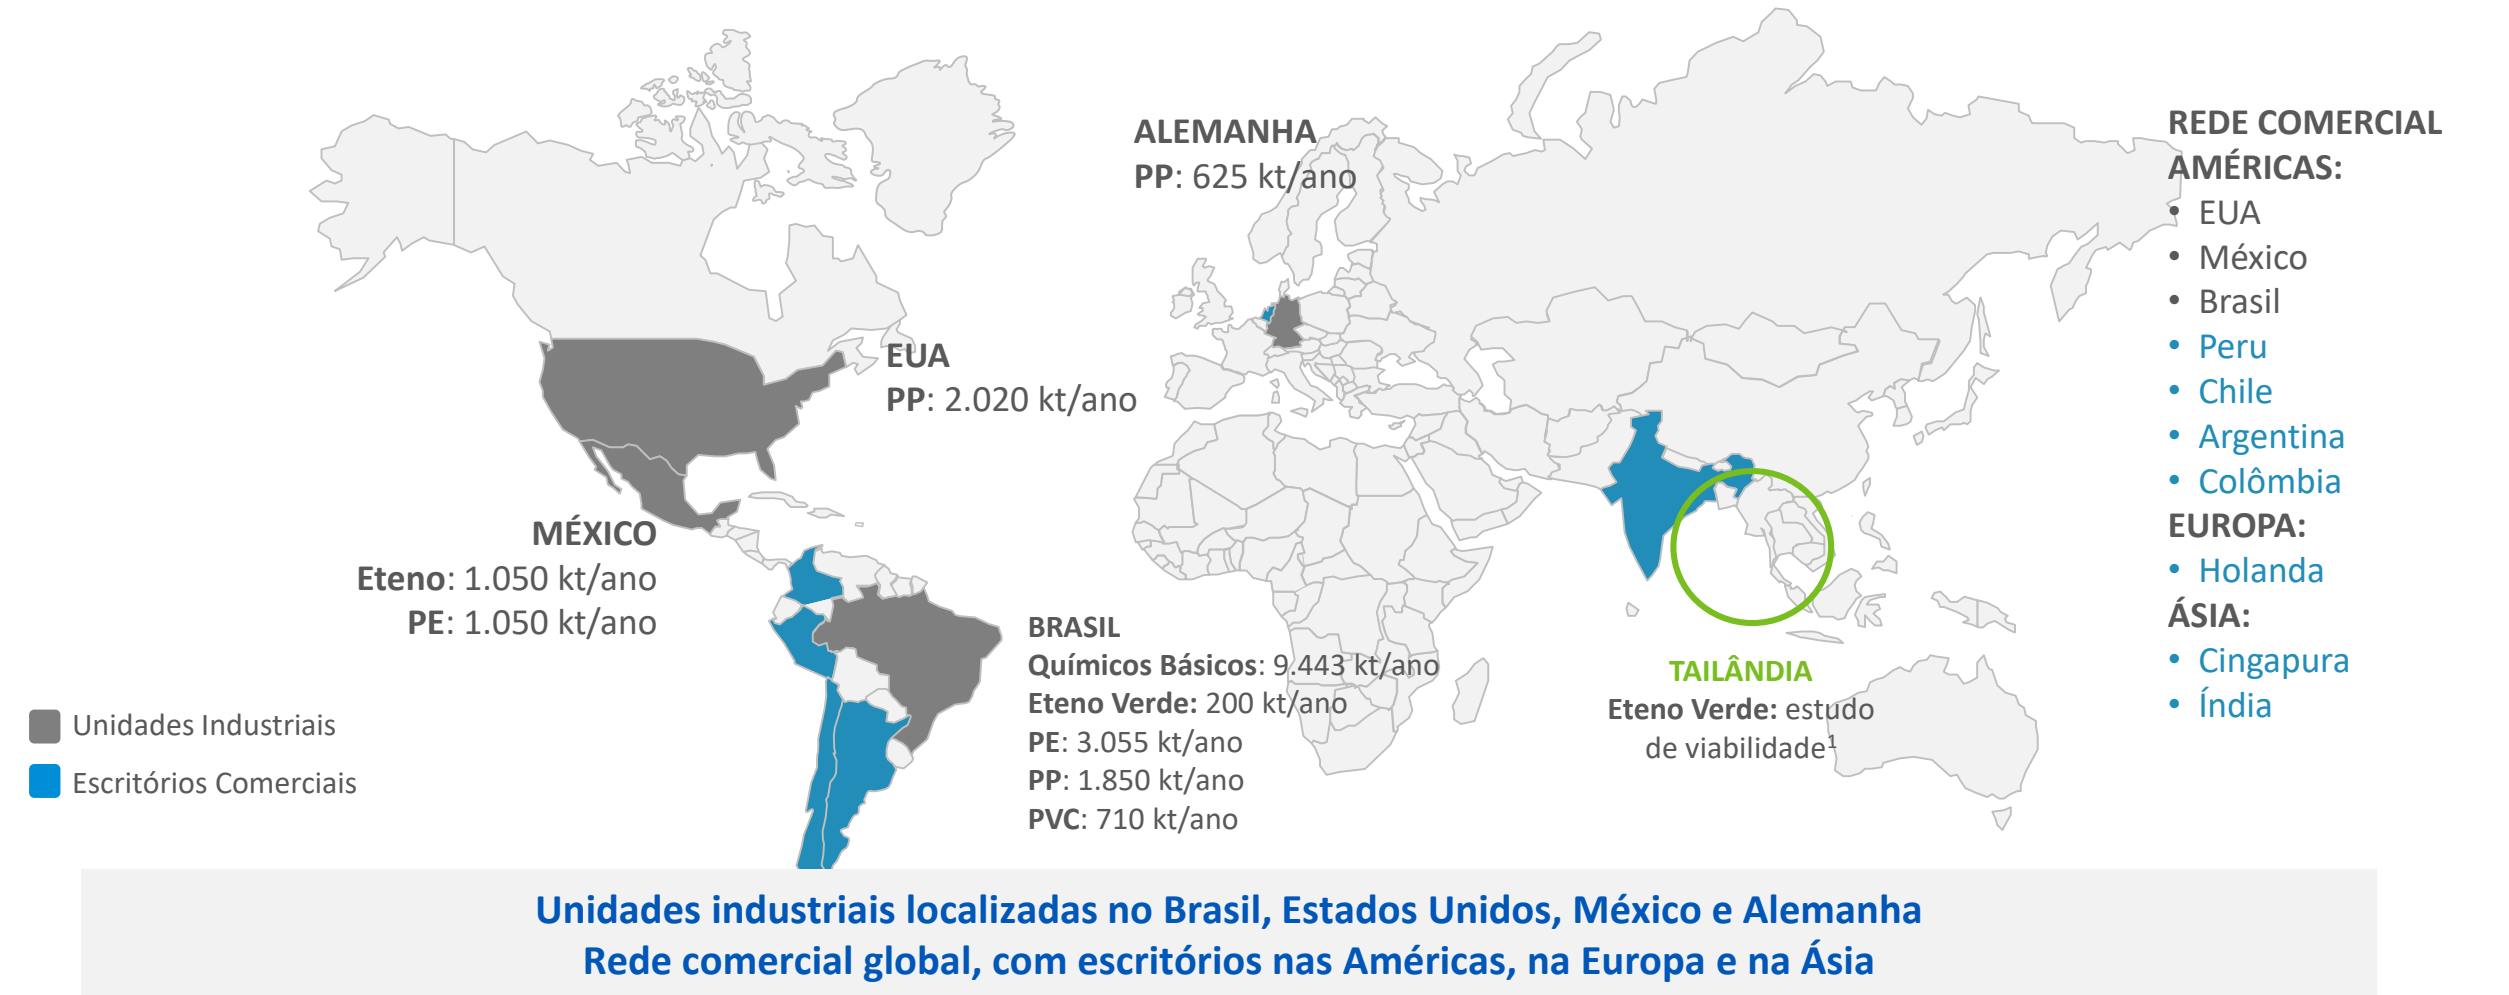 ALEMANHA
PP: 625 kt/ano
EUA
PP: 2.020 kt/ano
MÉXICO
Eteno: 1.050 kt/ano
PE: 1.050 kt/ano
BRASIL
Químicos Básicos: 9.443 kt/ano
Eteno Verde: 200 kt/ano
PE: 3.055 kt/ano
PP: 1.850 kt/ano
PVC: 710 kt/ano
TAILÂNDIA
Eteno Verde: estudo
de viabilidade¹
REDE COMERCIAL
AMÉRICAS:
• EUA
• México
• Brasil
• Peru
• Chile
• Argentina
• Colômbia
EUROPA:
• Holanda
ÁSIA:
• Cingapura
• Índia
Unidades Industriais
Escritórios Comerciais
Unidades industriais localizadas no Brasil, Estados Unidos, México e Alemanha
Rede comercial global, com escritórios nas Américas, na Europa e na Ásia